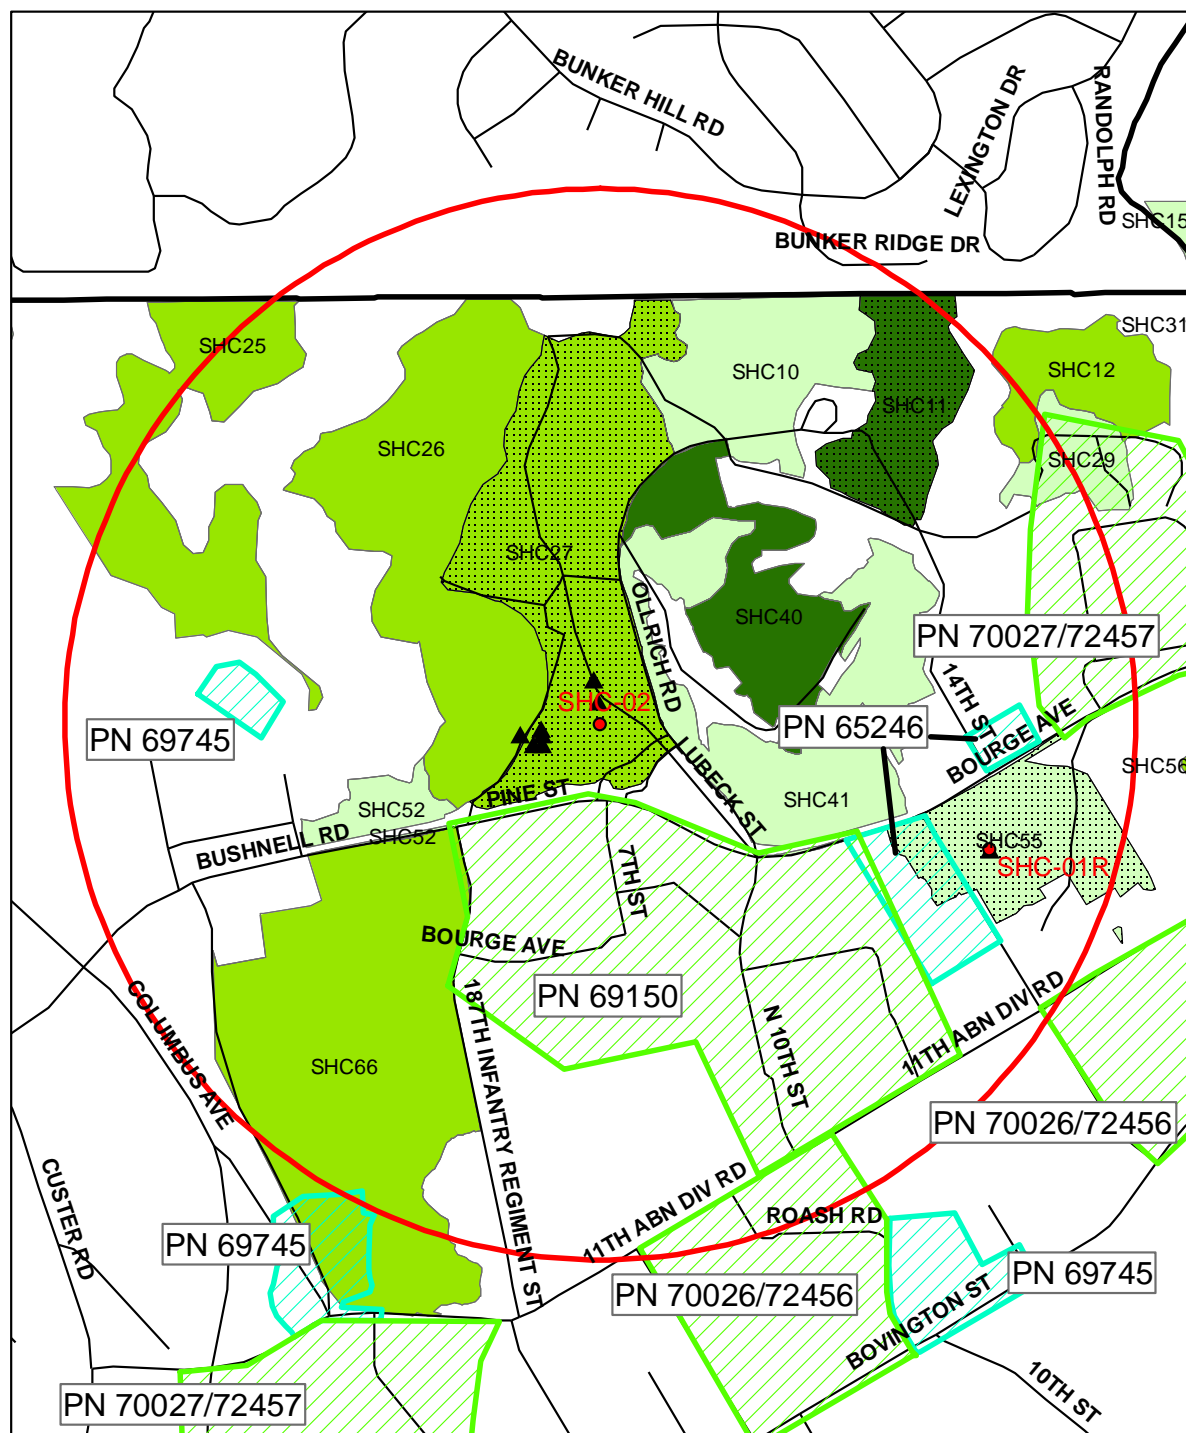 BUNKER HILL RD
LEXINGTON DR
RANDOLPH RD
SHC15
BUNKER RIDGE DR
SHC31
SHC25
SHC10
SHC12
SHC11
SHC26
SHC29
SHC27
OLLRICH RD
SHC40
PN 70027/72457
14TH ST
SHC-02
PN 65246
PN 69745
BOURGE AVE
SHC56
LUBECK ST
PINE ST
SHC41
SHC52
SHC52
BUSHNELL RD
SHC55
SHC-01R
7TH ST
BOURGE AVE
PN 69150
187TH INFANTRY REGIMENT ST
COLUMBUS AVE
N 10TH ST
11TH ABN DIV RD
SHC66
PN 70026/72456
CUSTER RD
11TH ABN DIV RD
ROASH RD
PN 69745
PN 69745
PN 70026/72456
BOVINGTON ST
10TH ST
PN 70027/72457